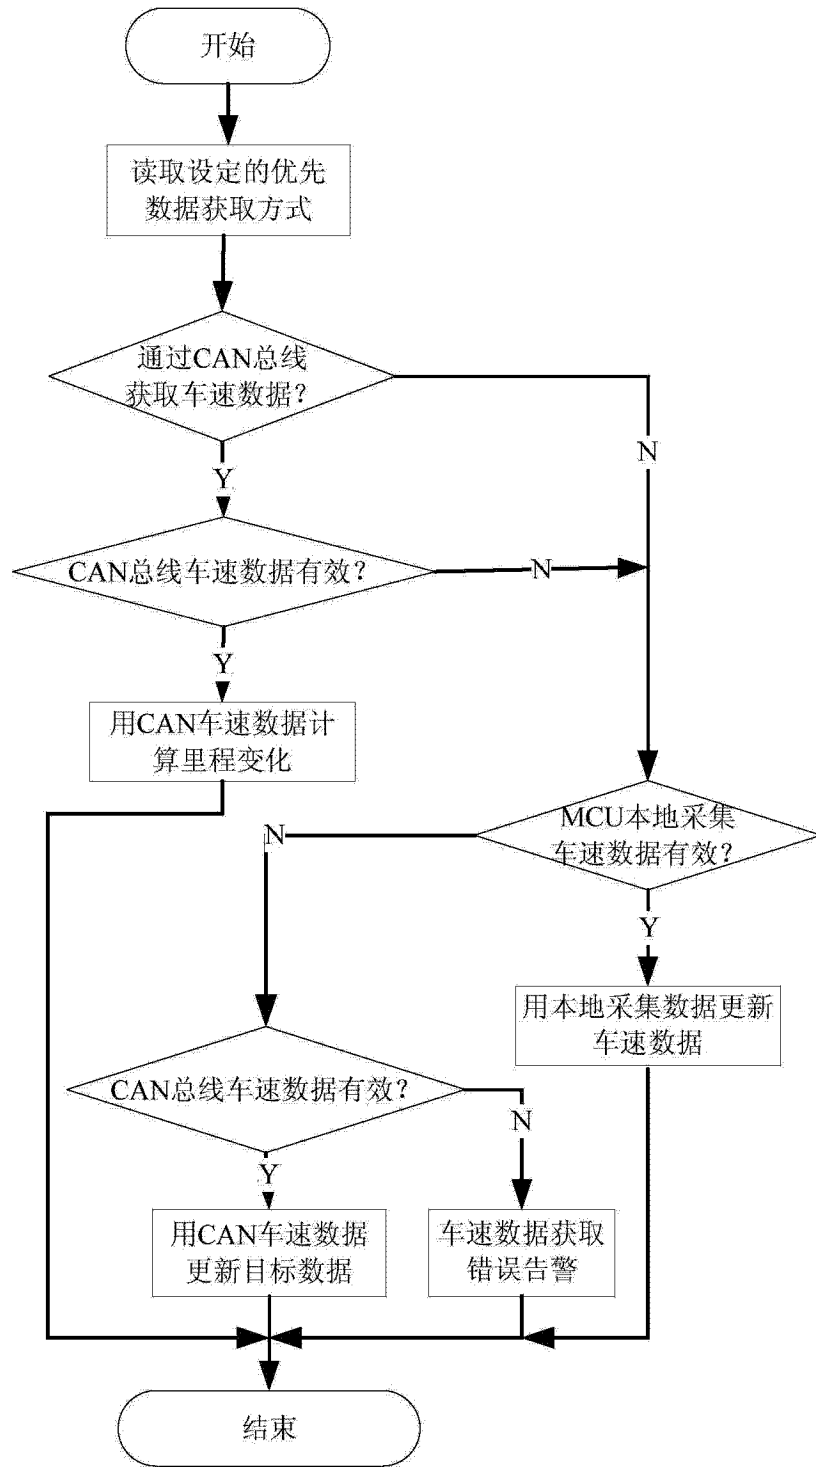 开始
读取设定的优先
数据获取方式
通过CAN总线
获取车速数据?
N
Y
CAN总线车速数据有效?
N
Y
用CAN车速数据计
算里程变化
MCU本地采集
车速数据有效?
N
Y
用本地采集数据更新
车速数据
CAN总线车速数据有效?
N
Y
用CAN车速数据
更新目标数据
车速数据获取
错误告警
结束